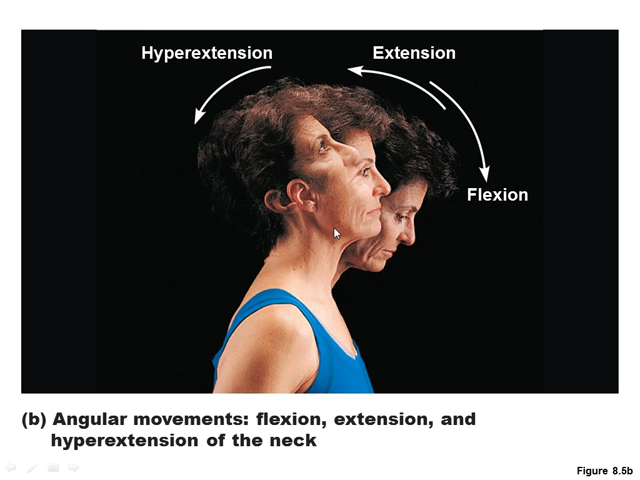 Hyperextension
Extension
Flexion
(b) Angular movements: flexion, extension, and
hyperextension of the neck
Figure 8.5b